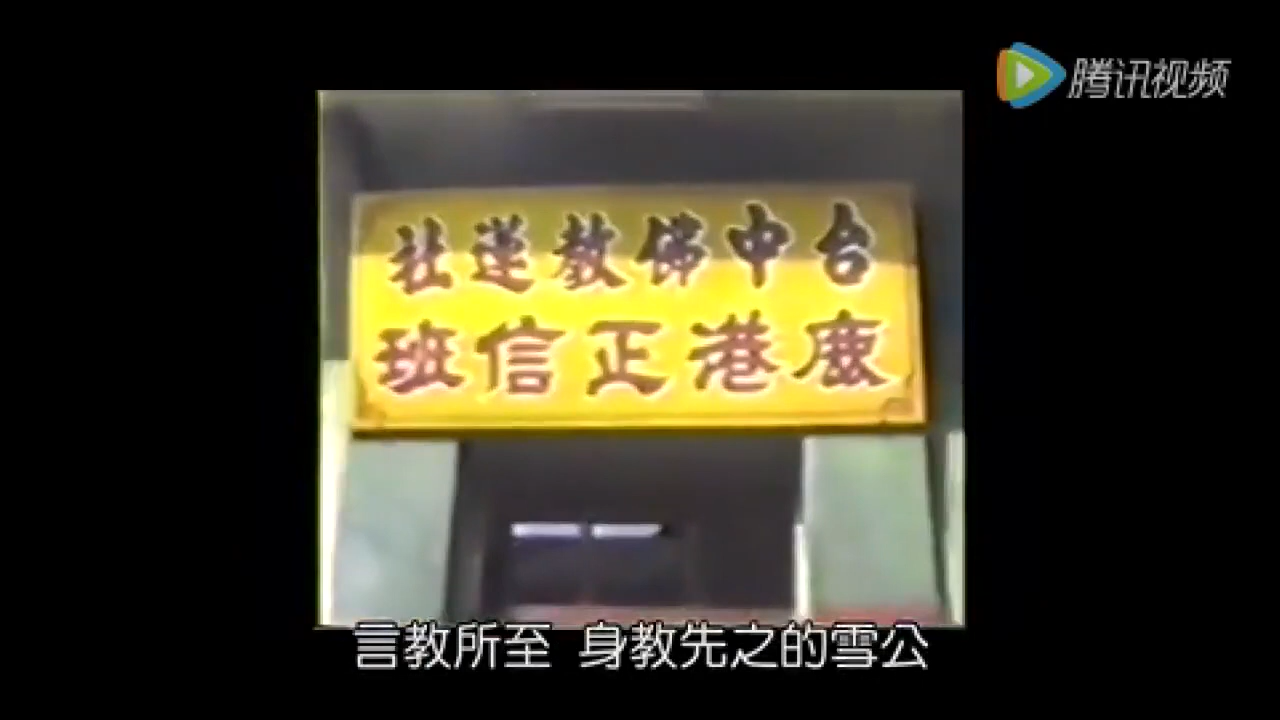 腾讯视频
台中佛教蓮社
鹿港正信班
言教所至 身教先之的雪公